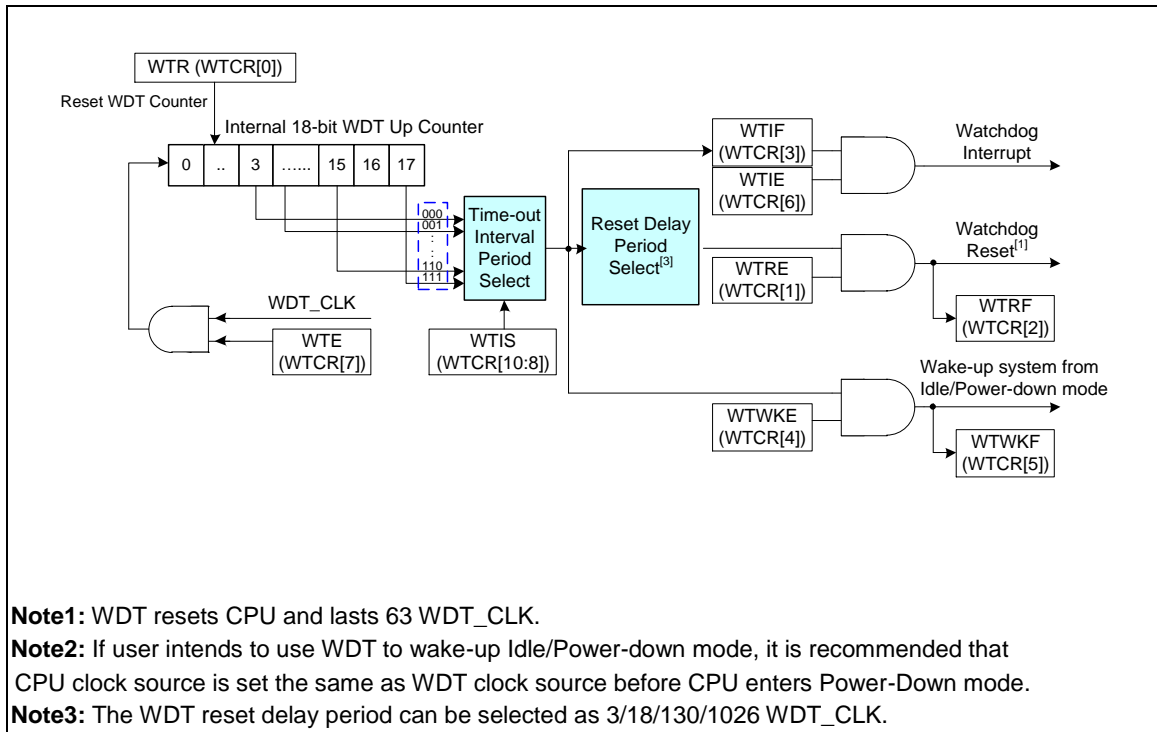 WTR (WTCR[0])
Reset WDT Counter
Internal 18-bit WDT Up Counter
0 .. 3 ...... 15 16 17
000
001
:
:
110
111
Time-out
Interval
Period
Select
WTIS
(WTCR[10:8])
WDT_CLK
WTE
(WTCR[7])
Reset Delay
Period
Select[3]
WTIF
(WTCR[3])
WTIE
(WTCR[6])
Watchdog
Interrupt
WTRE
(WTCR[1])
Watchdog
Reset[1]
WTRF
(WTCR[2])
WTWKE
(WTCR[4])
Wake-up system from
Idle/Power-down mode
WTWKF
(WTCR[5])
Note1: WDT resets CPU and lasts 63 WDT_CLK.
Note2: If user intends to use WDT to wake-up Idle/Power-down mode, it is recommended that
CPU clock source is set the same as WDT clock source before CPU enters Power-Down mode.
Note3: The WDT reset delay period can be selected as 3/18/130/1026 WDT_CLK.